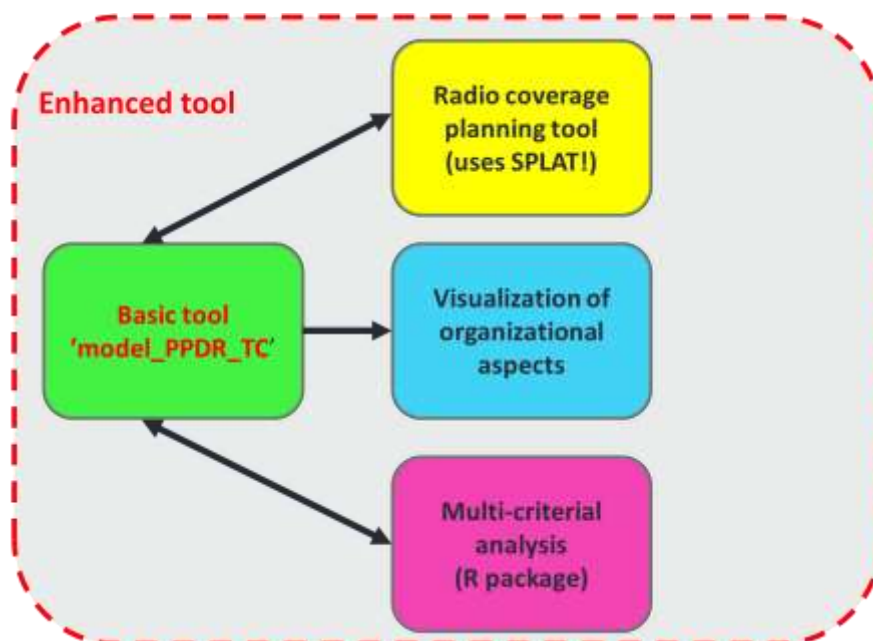 Enhanced tool
Radio coverage
planning tool
(uses SPLAT!)
Basic tool
'model_PPDR_TC'
Visualization of
organizational
aspects
Multi-criterial
analysis
(R package)